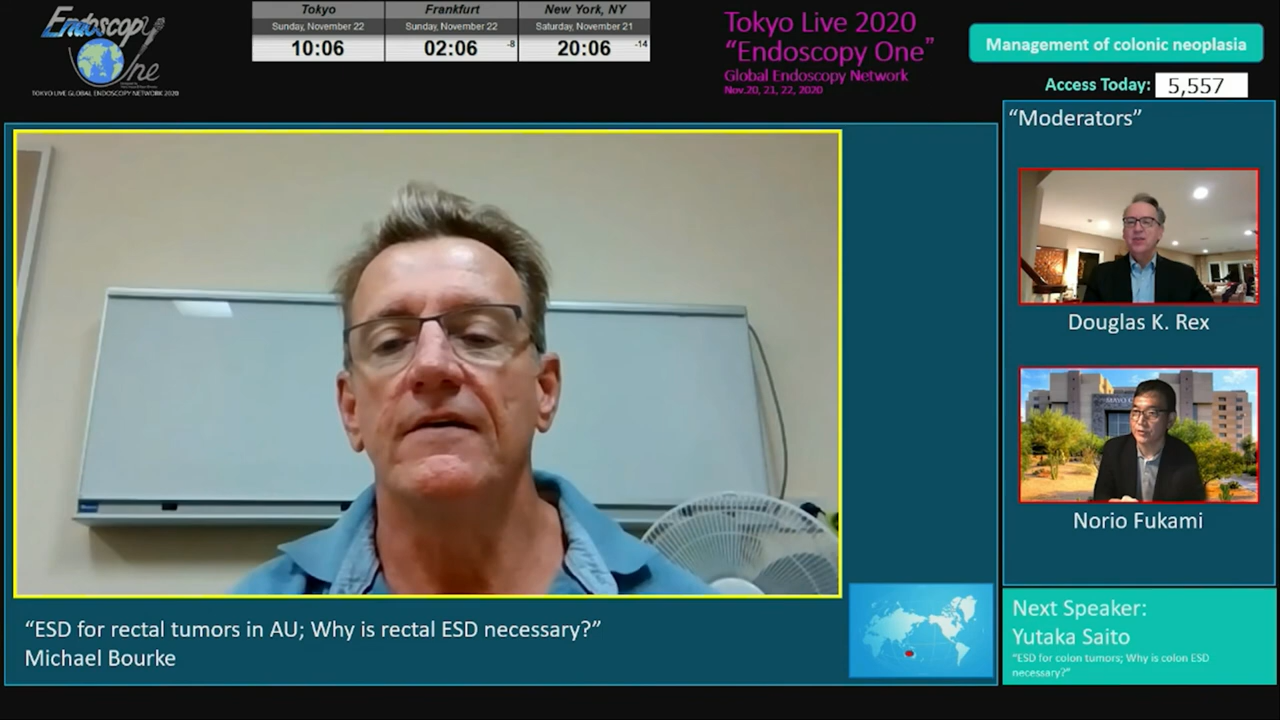 Endoscopy
One
TOKYO LIVE GLOBAL ENDOSCOPY NETWORK 2020
Tokyo
Sunday, November 22
10:06
Frankfurt
Sunday, November 22
02:06 -8
New York, NY
Saturday, November 21
20:06 -14
Tokyo Live 2020
“Endoscopy One”
Global Endoscopy Network
Nov.20, 21, 22, 2020
Management of colonic neoplasia
Access Today: 5,557
“Moderators”
MAYO
Douglas K. Rex
Norio Fukami
“ESD for rectal tumors in AU; Why is rectal ESD necessary?”
Michael Bourke
Next Speaker:
Yutaka Saito
“ESD for colon tumors; Why is colon ESD
necessary?”